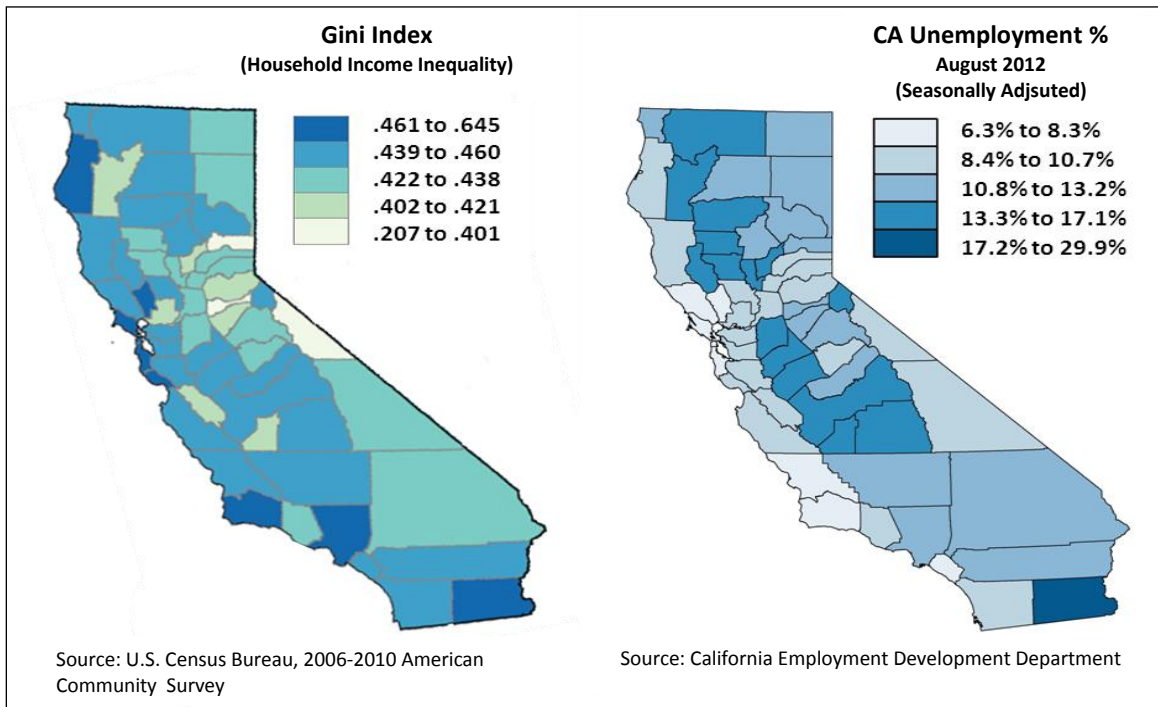 Gini Index
(Household Income Inequality)
.461 to .645
.439 to .460
.422 to .438
.402 to .421
.207 to .401
Source: U.S. Census Bureau, 2006-2010 American
Community Survey
CA Unemployment %
August 2012
(Seasonally Adjsuted)
6.3% to 8.3%
8.4% to 10.7%
10.8% to 13.2%
13.3% to 17.1%
17.2% to 29.9%
Source: California Employment Development Department